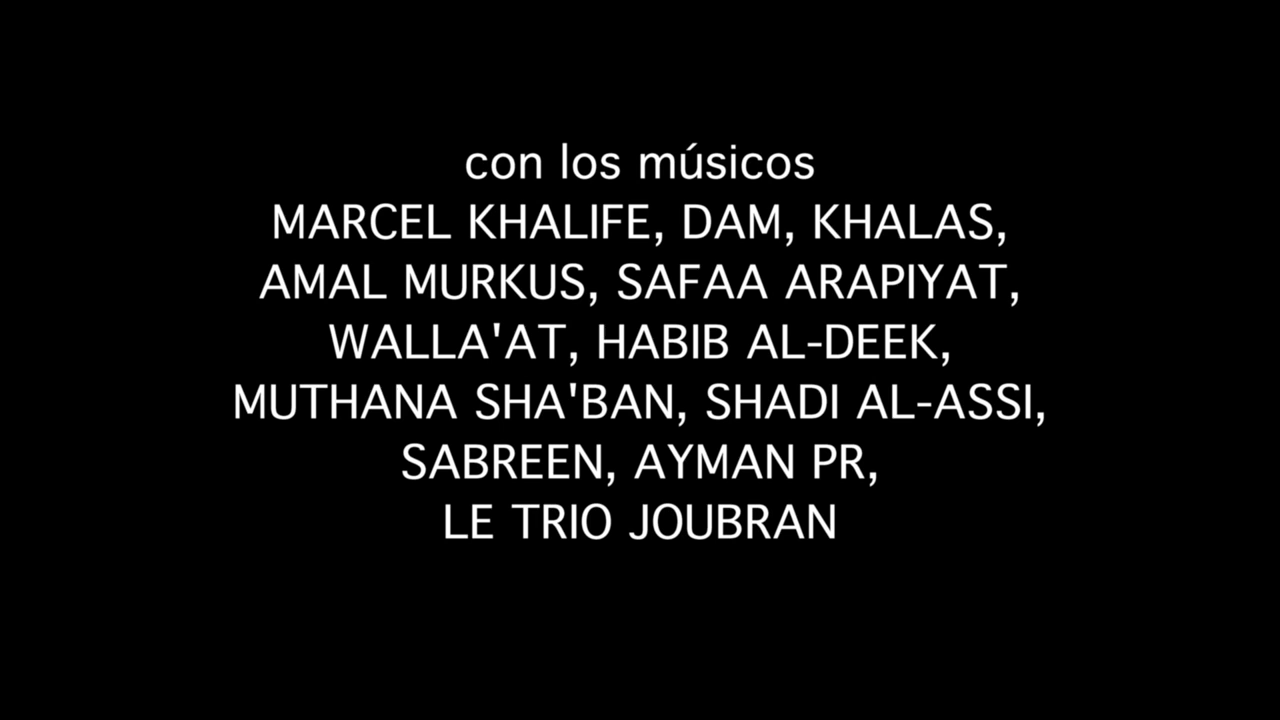 con los músicos
MARCEL KHALIFE, DAM, KHALAS,
AMAL MURKUS, SAFAA ARAPIYAT,
WALLA'AT, HABIB AL-DEEK,
MUTHANA SHA'BAN, SHADI AL-ASSI,
SABREEN, AYMAN PR,
LE TRIO JOUBRAN